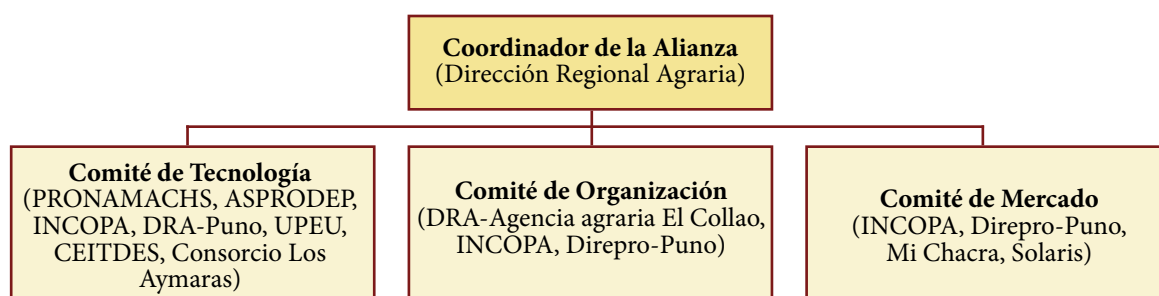 Coordinador de la Alianza
(Dirección Regional Agraria)
Comité de Tecnología
(PRONAMACHS, ASPRODEP,
INCOPA, DRA-Puno, UPEU,
CEITDES, Consorcio Los
Aymaras)
Comité de Organización
(DRA-Agencia agraria El Collao,
INCOPA, Direpro-Puno)
Comité de Mercado
(INCOPA, Direpro-Puno,
Mi Chacra, Solaris)